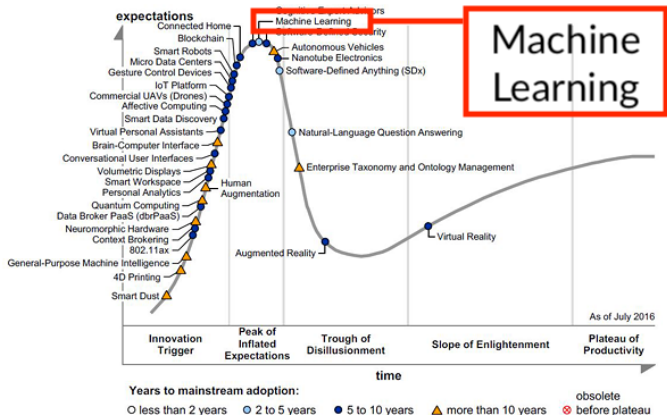 expectations
Cognitive Expert Advisors
Machine Learning
Software-Defined Security
Connected Home
Blockchain
Smart Robots
Micro Data Centers
Gesture Control Devices
IoT Platform
Commercial UAVs (Drones)
Affective Computing
Smart Data Discovery
Virtual Personal Assistants
Brain-Computer Interface
Conversational User Interfaces
Volumetric Displays
Smart Workspace
Personal Analytics
Quantum Computing
Data Broker PaaS (dbrPaaS)
Neuromorphic Hardware
Context Brokering
802.11ax
General-Purpose Machine Intelligence
4D Printing
Smart Dust
Human
Augmentation
Autonomous Vehicles
Nanotube Electronics
Software-Defined Anything (SDx)
Natural-Language Question Answering
Enterprise Taxonomy and Ontology Management
Augmented Reality
Virtual Reality
Machine
Learning
As of July 2016
Innovation
Trigger
Peak of
Inflated
Expectations
Trough of
Disillusionment
Slope of Enlightenment
Plateau of
Productivity
time
Years to mainstream adoption:
less than 2 years
2 to 5 years
5 to 10 years
more than 10 years
obsolete
before plateau